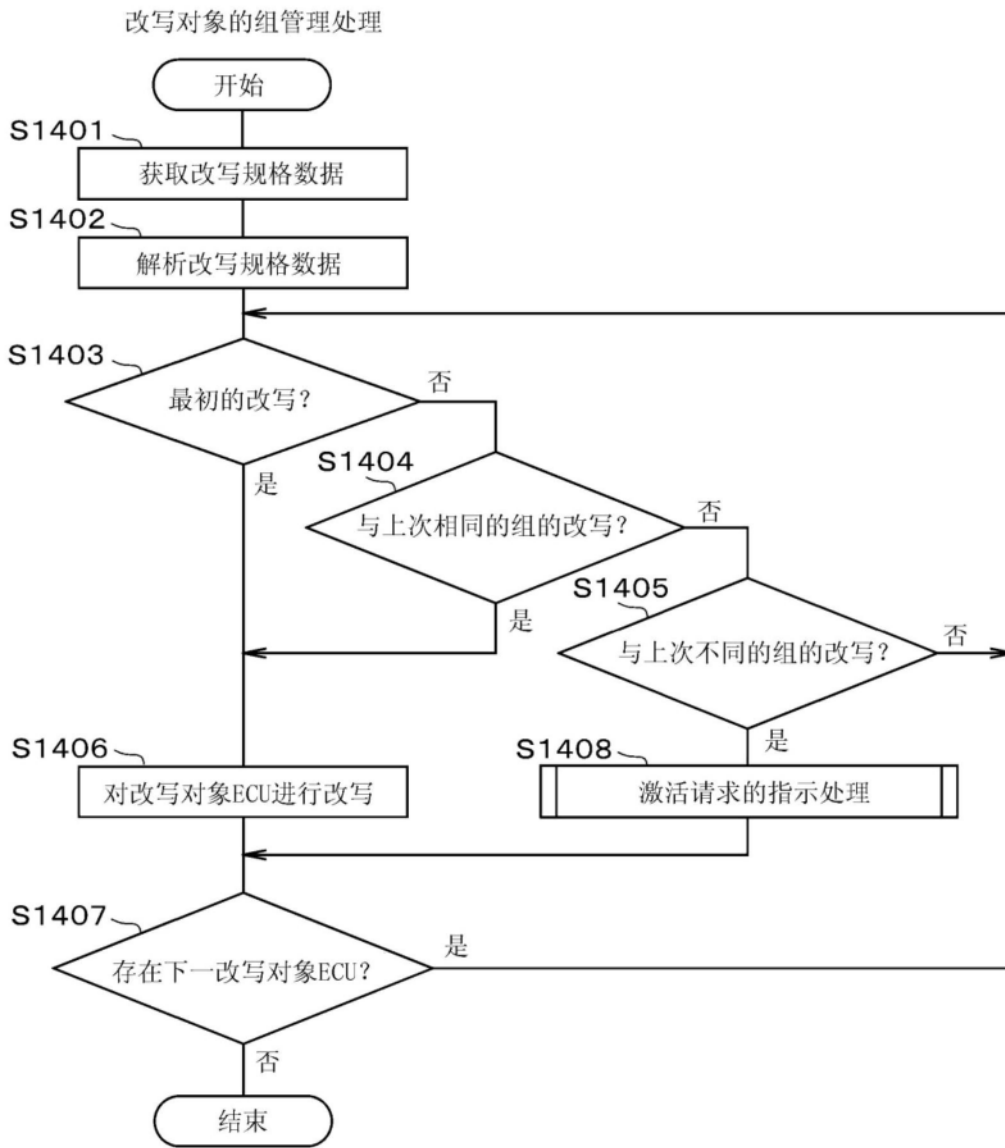 改写对象的组管理处理
开始
S1401
获取改写规格数据
S1402
解析改写规格数据
S1403
最初的改写?
否
是
S1404
与上次相同的组的改写?
否
是
S1405
与上次不同的组的改写?
否
是
S1406
对改写对象ECU进行改写
S1408
激活请求的指示处理
S1407
存在下一改写对象ECU?
是
否
结束